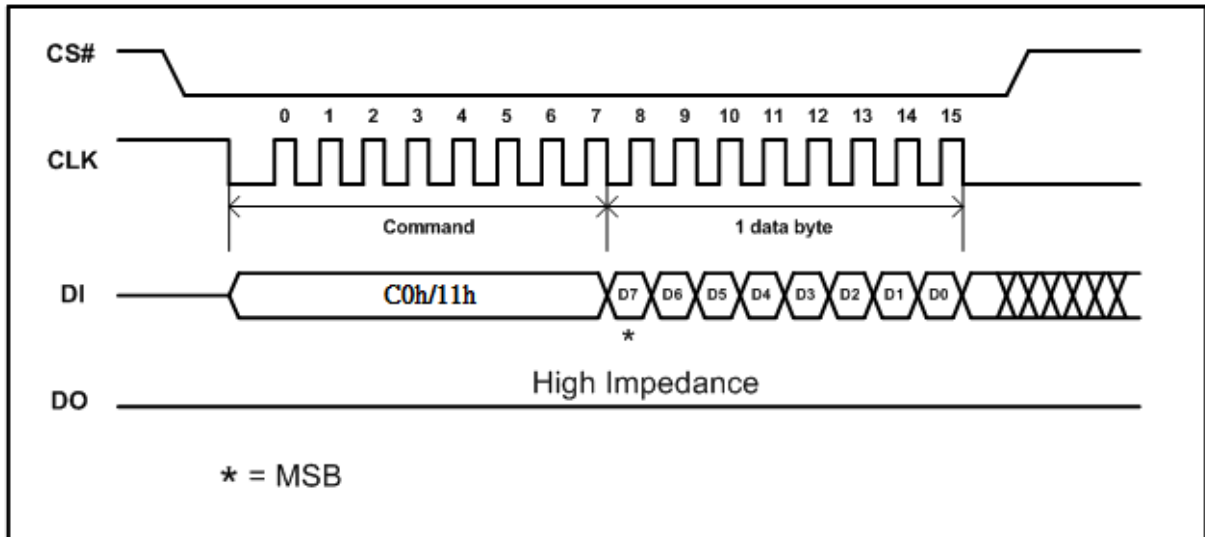 CS#
0 1 2 3 4 5 6 7 8 9 10 11 12 13 14 15
CLK
Command 1 data byte
DI C0h/11h D7 D6 D5 D4 D3 D2 D1 D0
*
High Impedance
DO
* = MSB